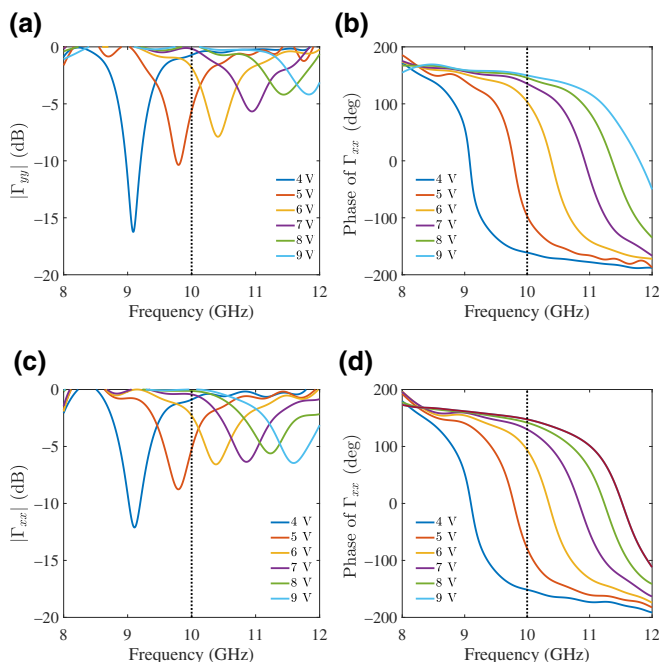 (a)
|Γyy| (dB)
0
−5
−10
−15
−20
4 V
5 V
6 V
7 V
8 V
9 V
8 9 10 11 12
Frequency (GHz)
(b)
Phase of Γxx (deg)
200
100
0
−100
−200
4 V
5 V
6 V
7 V
8 V
9 V
8 9 10 11 12
Frequency (GHz)
(c)
|Γxx| (dB)
0
−5
−10
−15
−20
4 V
5 V
6 V
7 V
8 V
9 V
8 9 10 11 12
Frequency (GHz)
(d)
Phase of Γxx (deg)
200
100
0
−100
−200
4 V
5 V
6 V
7 V
8 V
9 V
8 9 10 11 12
Frequency (GHz)